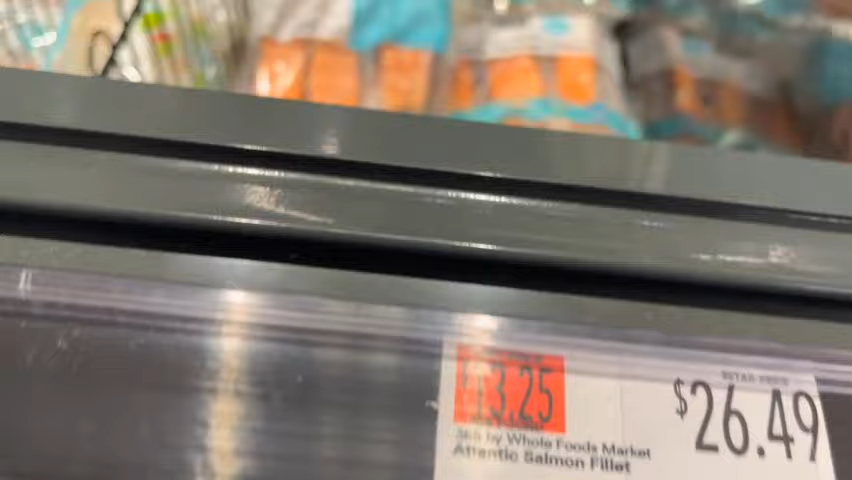 $13.25
365 by Whole Foods Market
Atlantic Salmon Fillet
RETAIL PRICE
$26.49